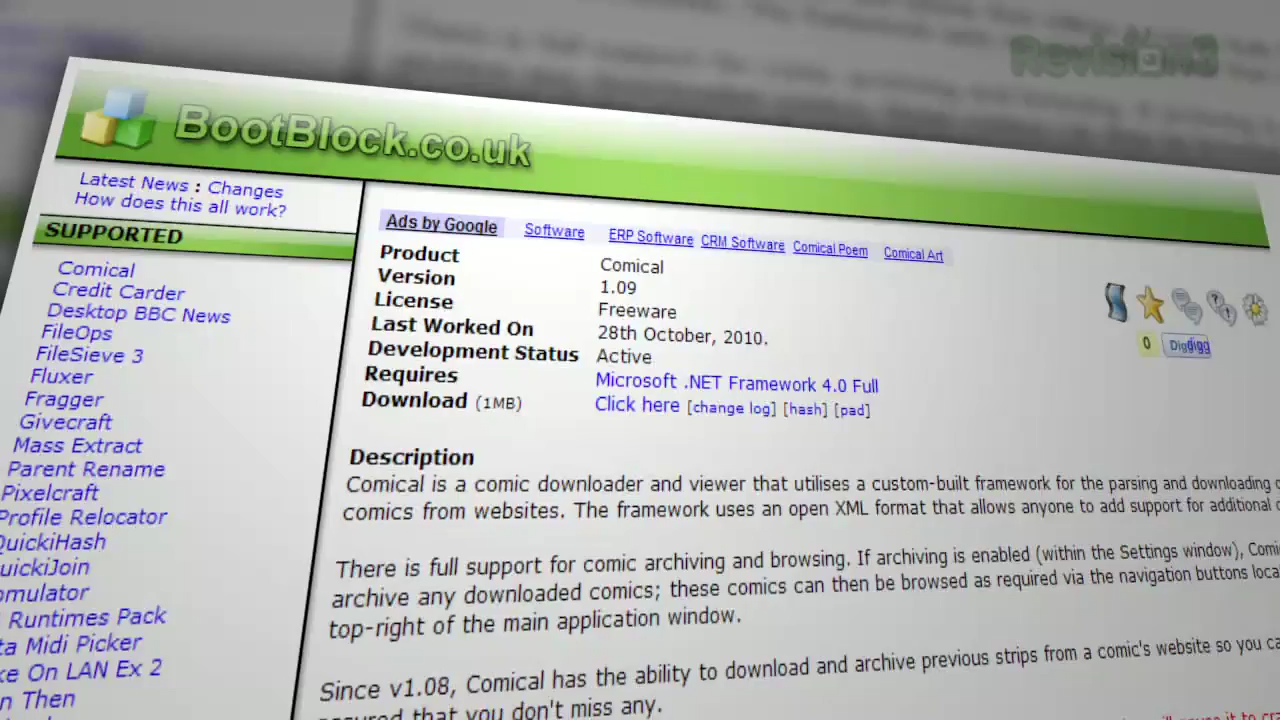 Revision3
BootBlock.co.uk
Latest News : Changes
How does this all work?
SUPPORTED
Comical
Credit Carder
Desktop BBC News
FileOps
FileSieve 3
Fluxer
Fragger
Givecraft
Mass Extract
Parent Rename
Pixelcraft
Profile Relocator
QuickiHash
uickiJoin
omulator
Runtimes Pack
ta Midi Picker
ke On LAN Ex 2
n Then
Ads by Google Software ERP Software CRM Software Comical Poem Comical Art
Product Comical
Version 1.09
License Freeware
Last Worked On 28th October, 2010.
Development Status Active
Requires Microsoft .NET Framework 4.0 Full
Download (1MB) Click here [change log] [hash] [pad]
0 Digg digg
Description
Comical is a comic downloader and viewer that utilises a custom-built framework for the parsing and downloading
comics from websites. The framework uses an open XML format that allows anyone to add support for additional
There is full support for comic archiving and browsing. If archiving is enabled (within the Settings window), Comi
archive any downloaded comics; these comics can then be browsed as required via the navigation buttons loca
top-right of the main application window.
Since v1.08, Comical has the ability to download and archive previous strips from a comic's website so you ca
assured that you don't miss any.